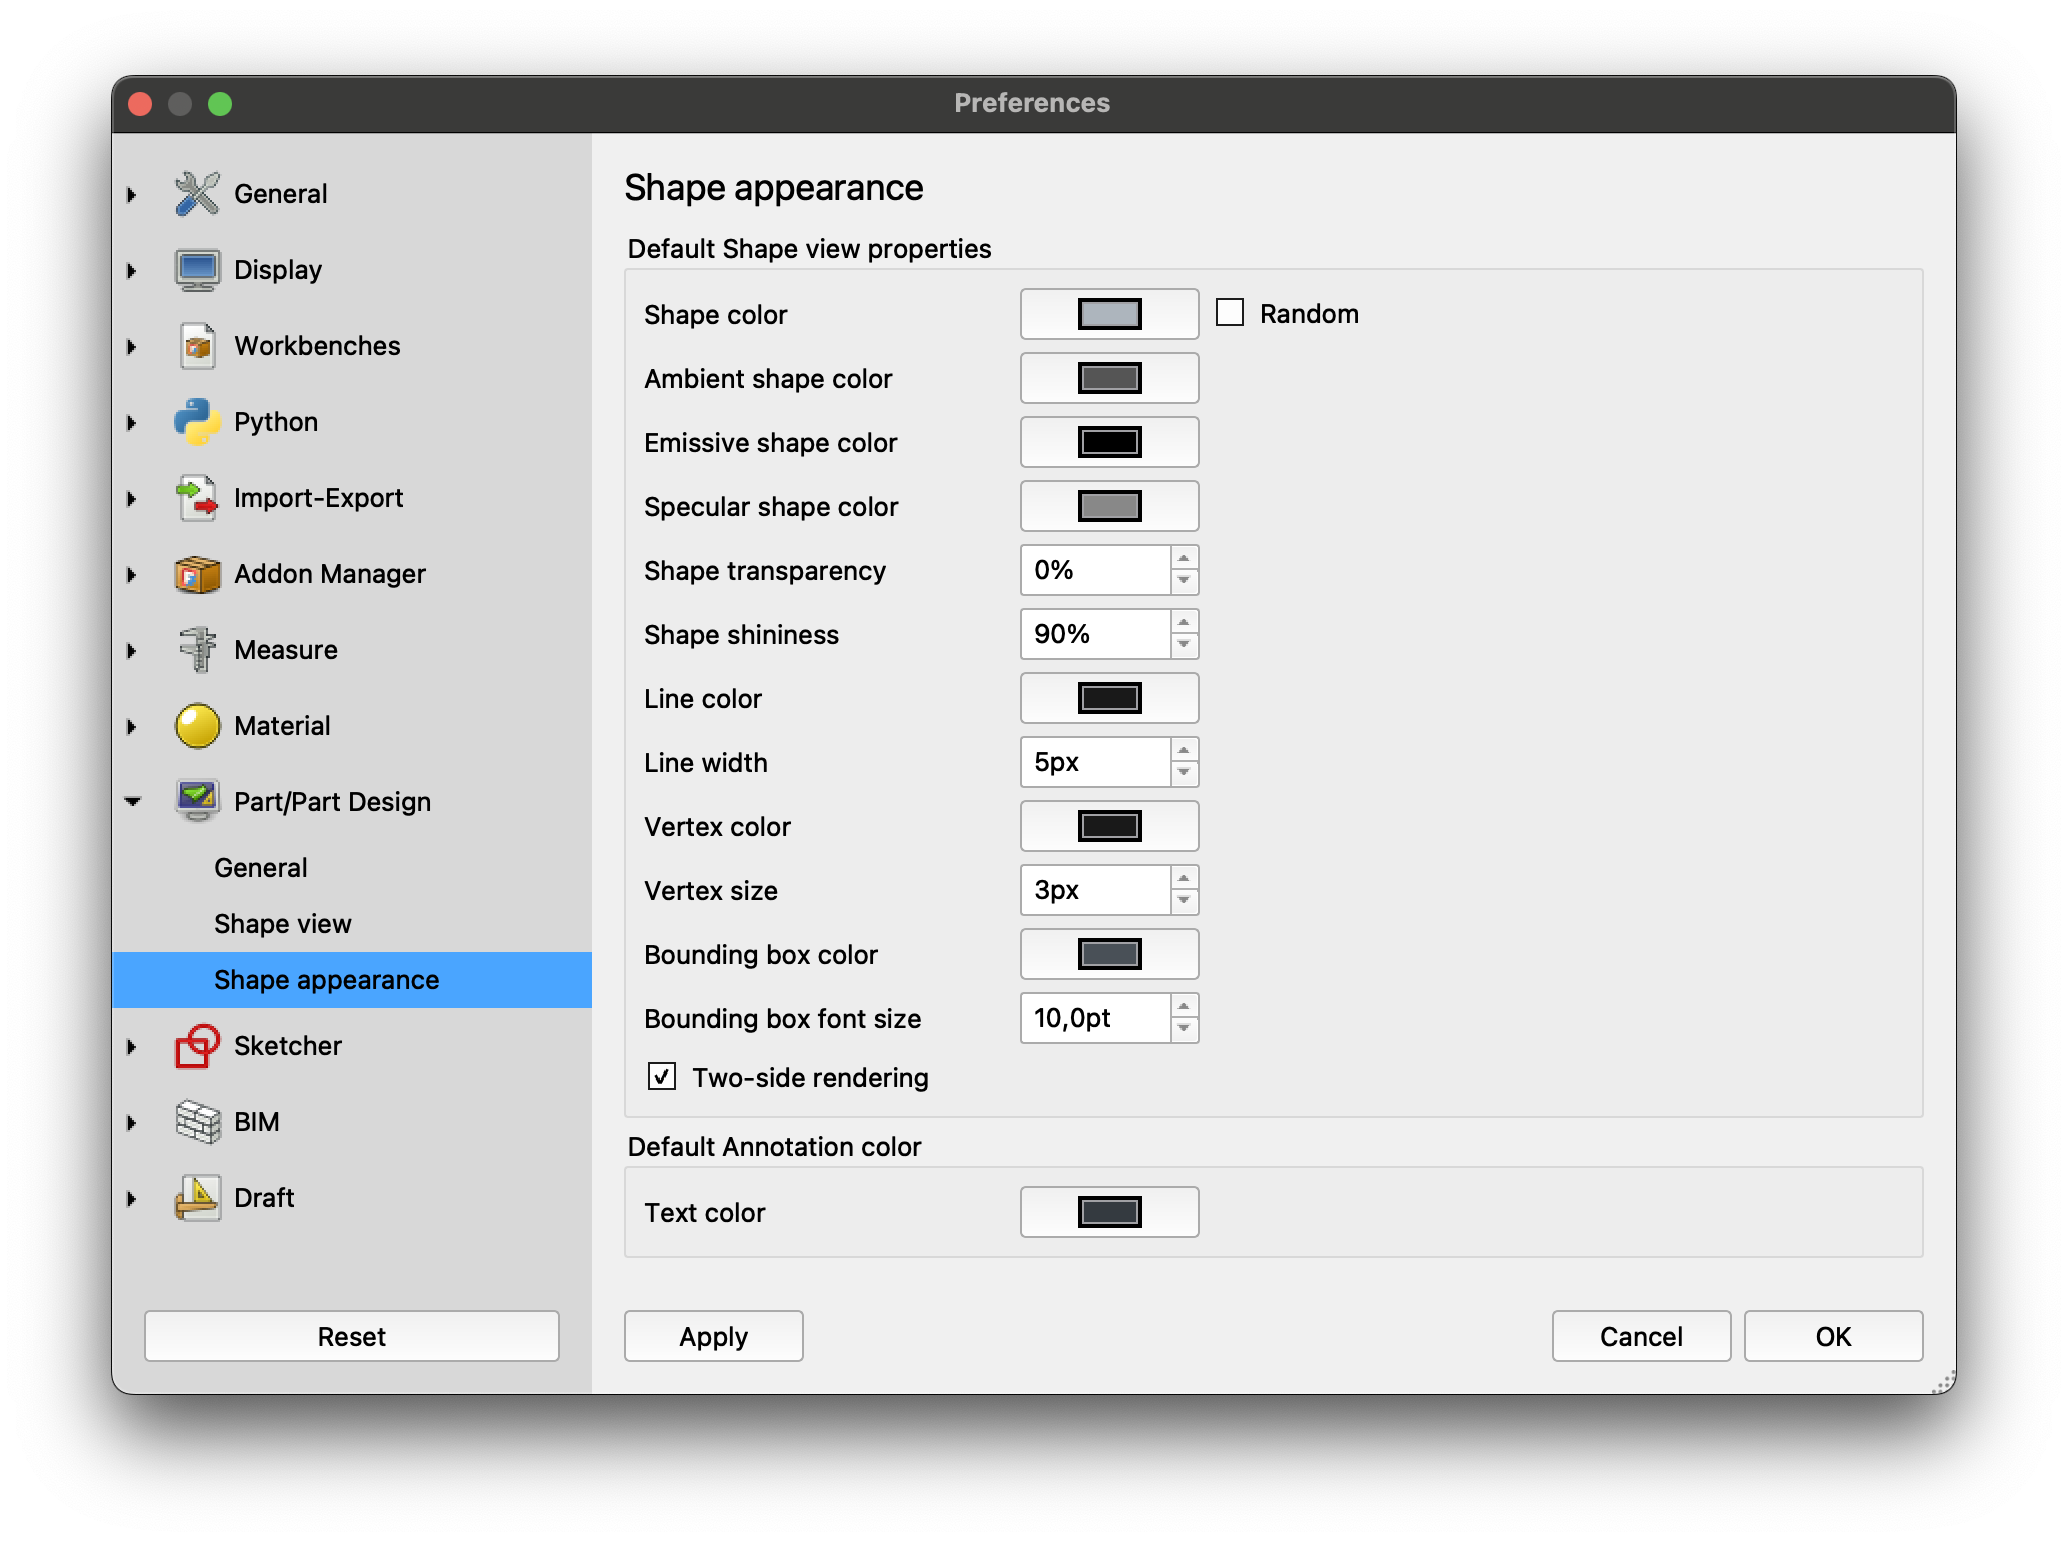 Preferences
General
Display
Workbenches
Python
Import-Export
Addon Manager
Measure
Material
Part/Part Design
General
Shape view
Shape appearance
Sketcher
BIM
Draft
Reset
Shape appearance
Default Shape view properties
Shape color Random
Ambient shape color
Emissive shape color
Specular shape color
Shape transparency 0%
Shape shininess 90%
Line color
Line width 5px
Vertex color
Vertex size 3px
Bounding box color
Bounding box font size 10,0pt
Two-side rendering
Default Annotation color
Text color
Apply Cancel OK